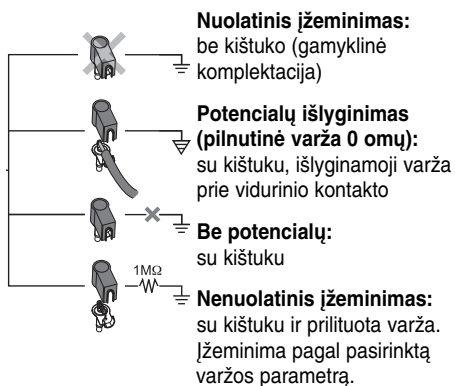 Nuolatinis įžeminimas:
be kištuko (gamyklinė
komplektacija)
Potencialų išlyginimas
(pilnutinė varža 0 omų):
su kištuku, išlyginamoji varža
prie vidurinio kontakto
Be potencialų:
su kištuku
1MΩ
Nenuolatinis įžeminimas:
su kištuku ir prilituota varža.
Įžeminima pagal pasirinktą
varžos parametrą.